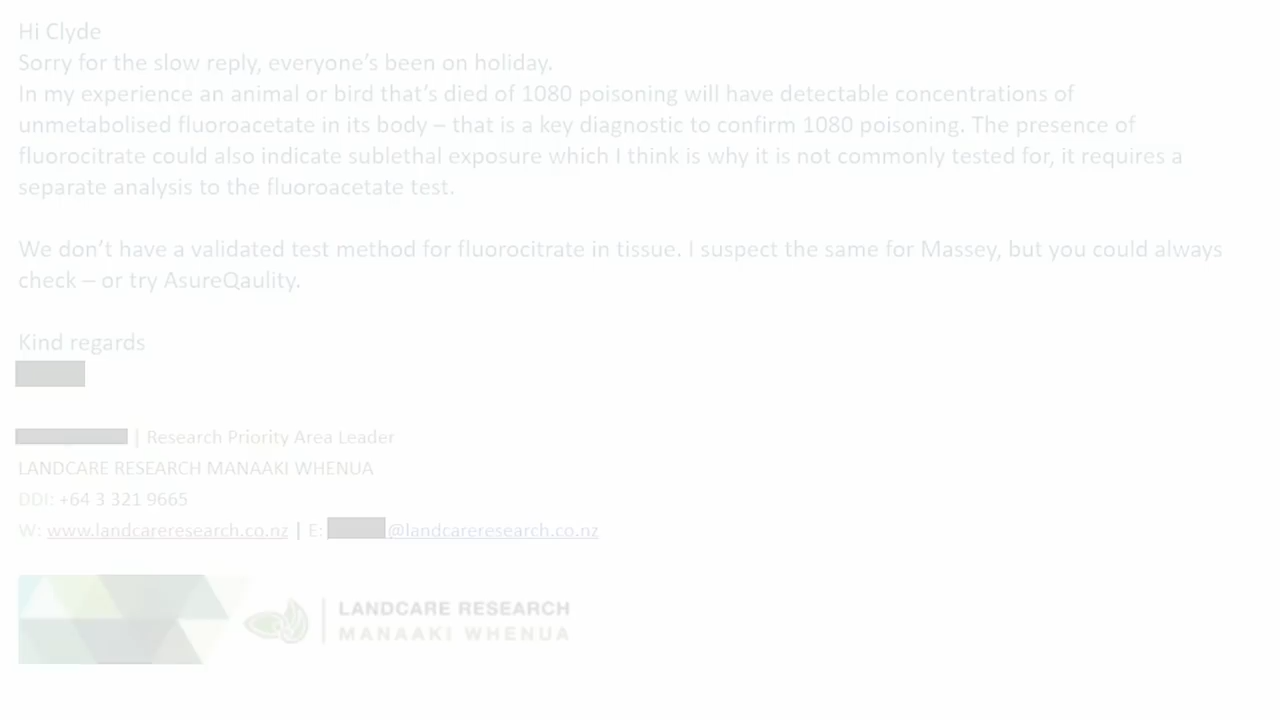 Hi Clyde
Sorry for the slow reply, everyone’s been on holiday.
In my experience an animal or bird that’s died of 1080 poisoning will have detectable concentrations of
unmetabolised fluoroacetate in its body – that is a key diagnostic to confirm 1080 poisoning. The presence of
fluorocitrate could also indicate sublethal exposure which I think is why it is not commonly tested for, it requires a
separate analysis to the fluoroacetate test.
We don’t have a validated test method for fluorocitrate in tissue. I suspect the same for Massey, but you could always
check – or try AsureQaulity.
Kind regards
| Research Priority Area Leader
LANDCARE RESEARCH MANAAKI WHENUA
DDI: +64 3 321 9665
W: www.landcareresearch.co.nz | E: @landcareresearch.co.nz
LANDCARE RESEARCH
MANAAKI WHENUA